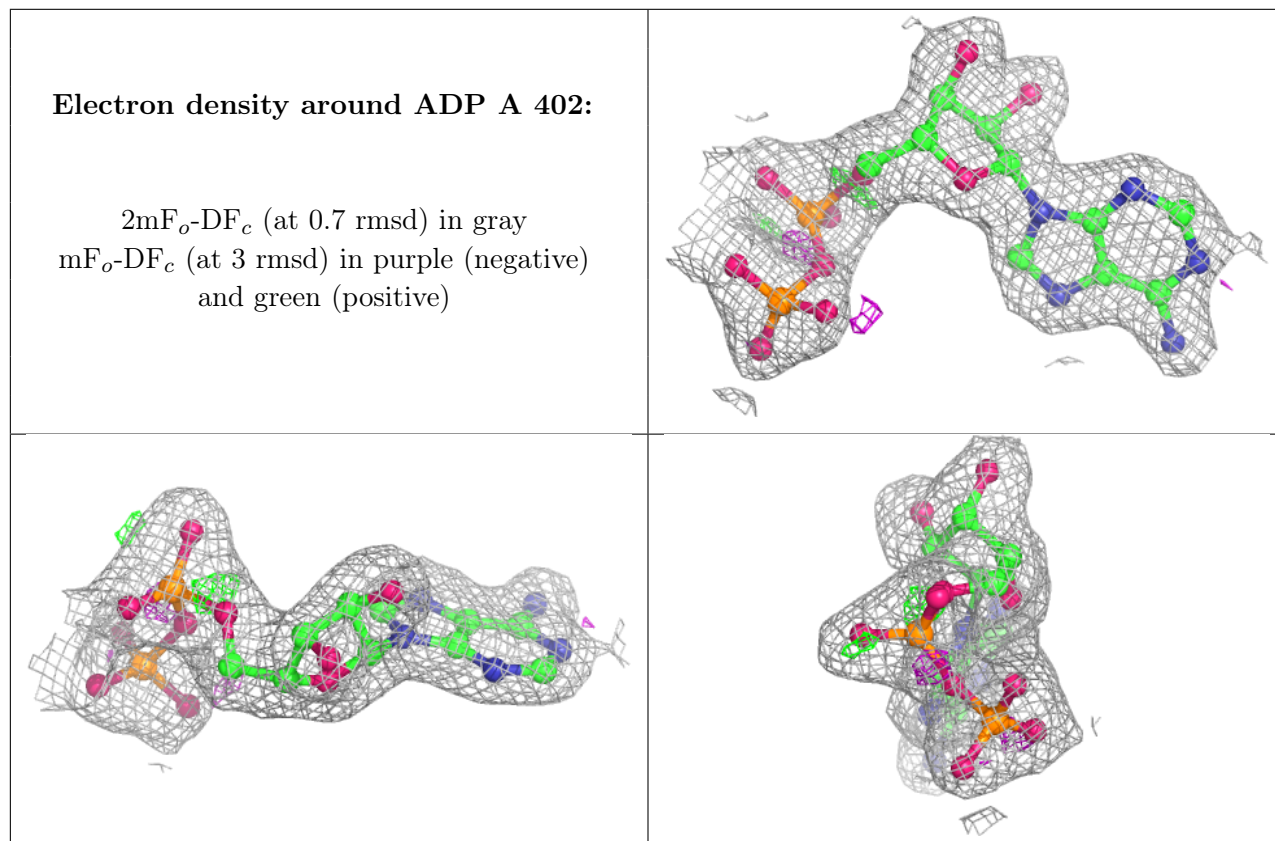 Electron density around ADP A 402:
2mFo-DFc (at 0.7 rmsd) in gray
mFo-DFc (at 3 rmsd) in purple (negative)
and green (positive)